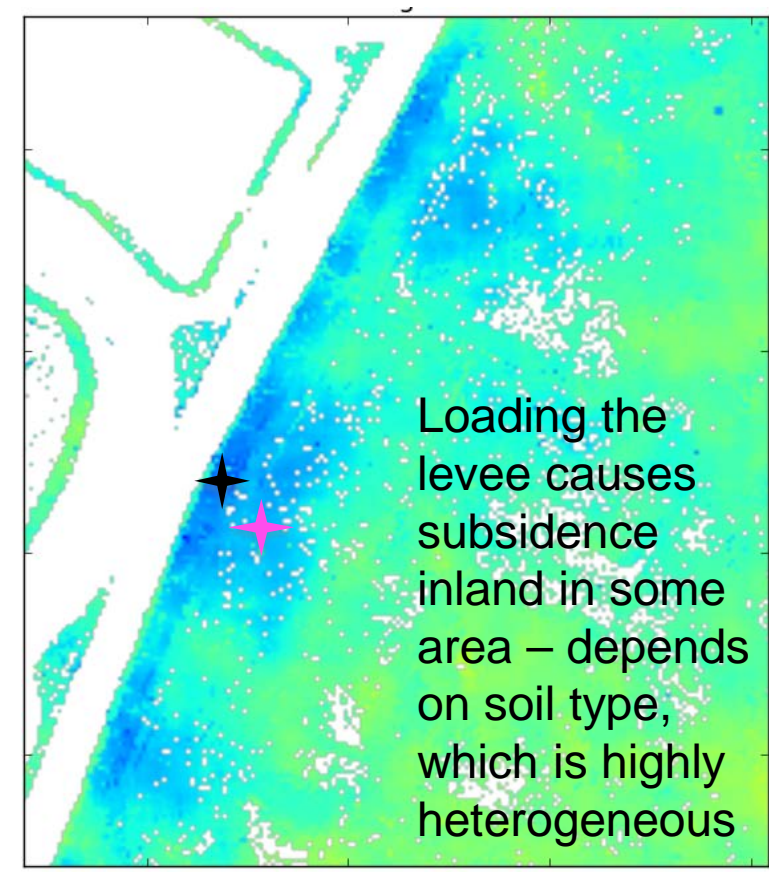 Loading the
levee causes
subsidence
inland in some
area – depends
on soil type,
which is highly
heterogeneous